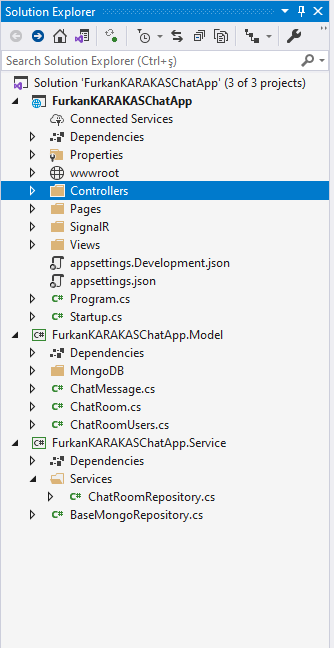 Solution Explorer
Search Solution Explorer (Ctrl+ş)
Solution 'FurkanKARAKASChatApp' (3 of 3 projects)
FurkanKARAKASChatApp
Connected Services
Dependencies
Properties
wwwroot
Controllers
Pages
SignalR
Views
appsettings.Development.json
appsettings.json
C# Program.cs
C# Startup.cs
C# FurkanKARAKASChatApp.Model
Dependencies
MongoDB
C# ChatMessage.cs
C# ChatRoom.cs
C# ChatRoomUsers.cs
C# FurkanKARAKASChatApp.Service
Dependencies
Services
C# ChatRoomRepository.cs
C# BaseMongoRepository.cs